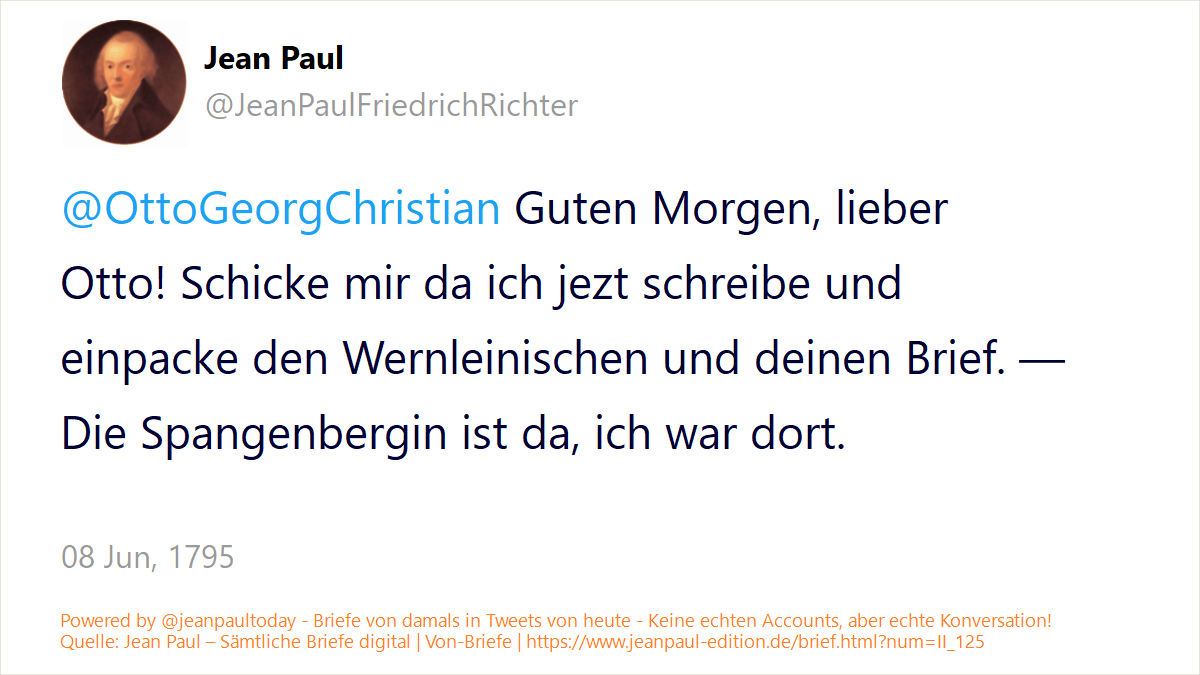 Jean Paul
@JeanPaulFriedrichRichter
@OttoGeorgChristian Guten Morgen, lieber
Otto! Schicke mir da ich jezt schreibe und
einpacke den Wernleinischen und deinen Brief. —
Die Spangenbergin ist da, ich war dort.
08 Jun, 1795
Powered by @jeanpaultoday - Briefe von damals in Tweets von heute - Keine echten Accounts, aber echte Konversation!
Quelle: Jean Paul – Sämtliche Briefe digital | Von-Briefe | https://www.jeanpaul-edition.de/brief.html?num=II_125